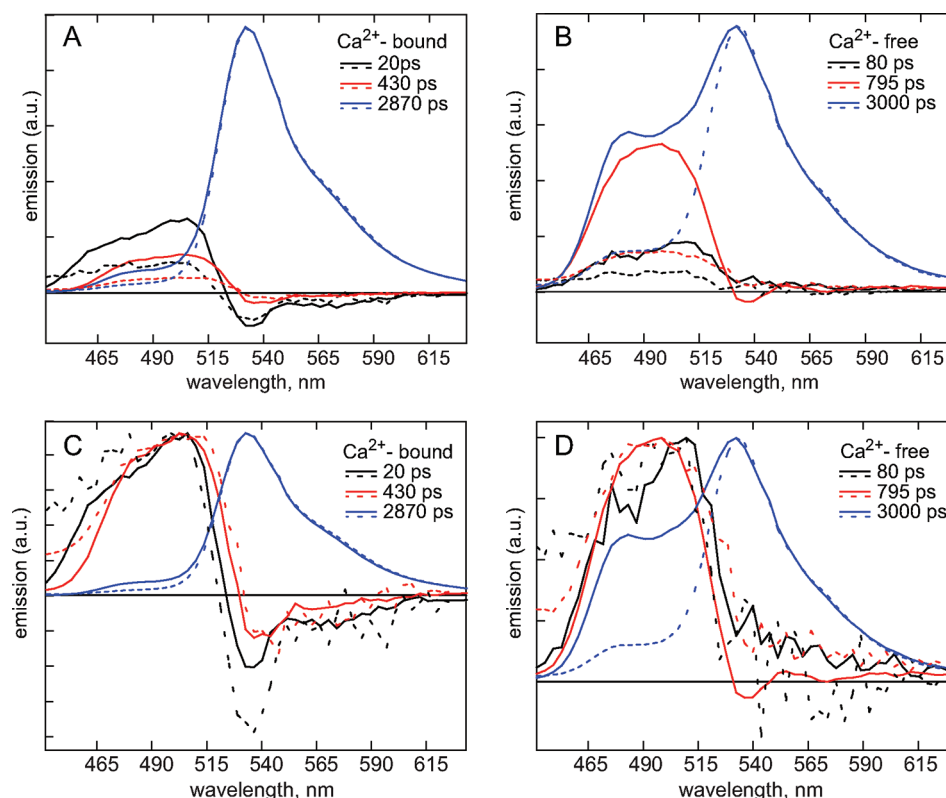 A
Ca2+- bound
20ps
430 ps
2870 ps
emission (a.u.)
465 490 515 540 565 590 615
wavelength, nm
B
Ca2+- free
80 ps
795 ps
3000 ps
emission (a.u.)
465 490 515 540 565 590 615
wavelength, nm
C
Ca2+- bound
20 ps
430 ps
2870 ps
emission (a.u.)
465 490 515 540 565 590 615
wavelength, nm
D
Ca2+- free
80 ps
795 ps
3000 ps
emission (a.u.)
465 490 515 540 565 590 615
wavelength, nm